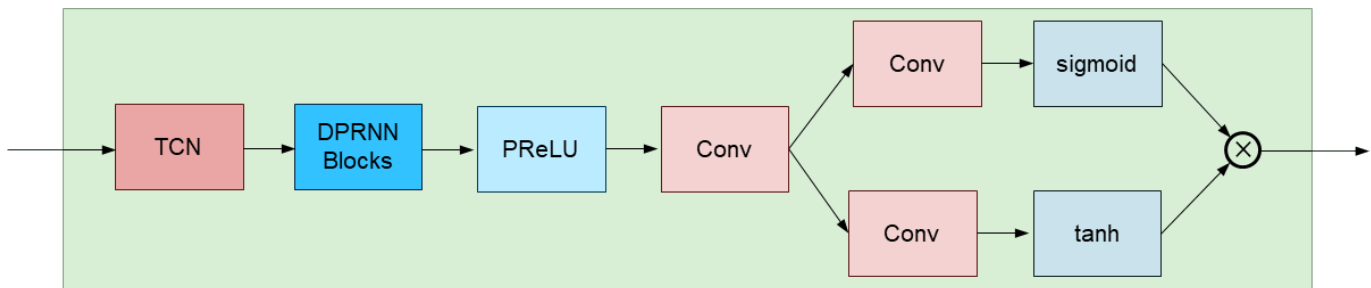 TCN
DPRNN
Blocks
PReLU
Conv
Conv
sigmoid
Conv
tanh